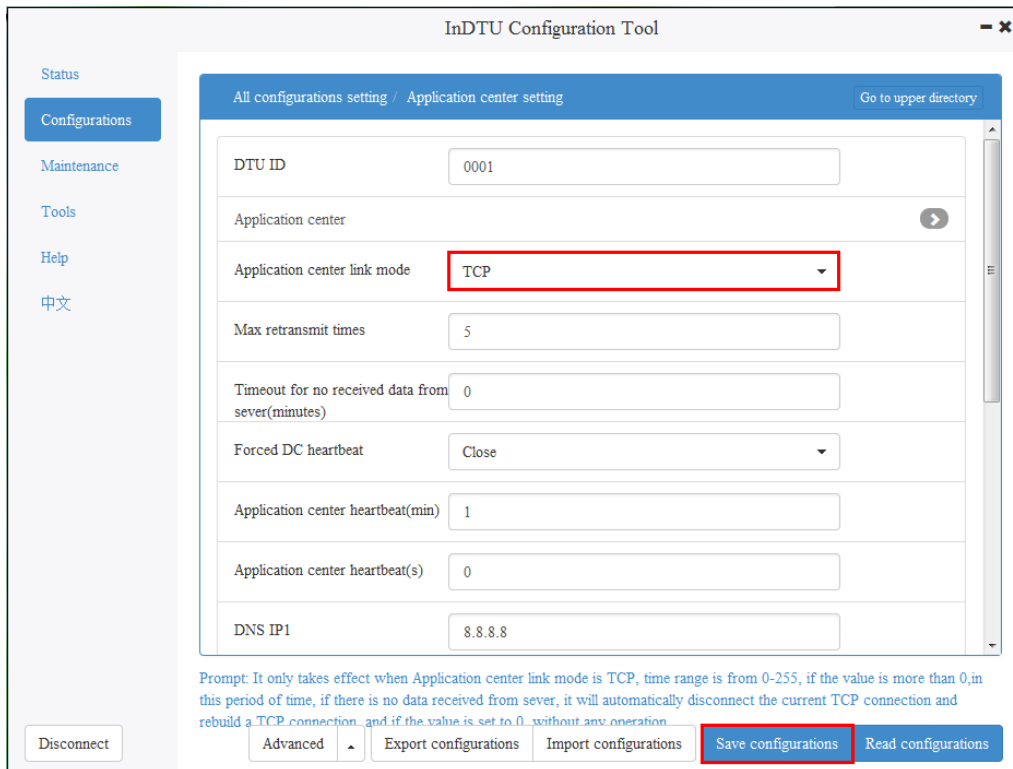 InDTU Configuration Tool
Status
Configurations
Maintenance
Tools
Help
中文
All configurations setting / Application center setting
Go to upper directory
DTU ID
0001
Application center
Application center link mode
TCP
Max retransmit times
5
Timeout for no received data from
sever(minutes)
0
Forced DC heartbeat
Close
Application center heartbeat(min)
1
Application center heartbeat(s)
0
DNS IP1
8.8.8.8
Prompt: It only takes effect when Application center link mode is TCP, time range is from 0-255, if the value is more than 0,in
this period of time, if there is no data received from sever, it will automatically disconnect the current TCP connection and
rebuild a TCP connection, and if the value is set to 0, without any operation
Disconnect
Advanced
Export configurations
Import configurations
Save configurations
Read configurations